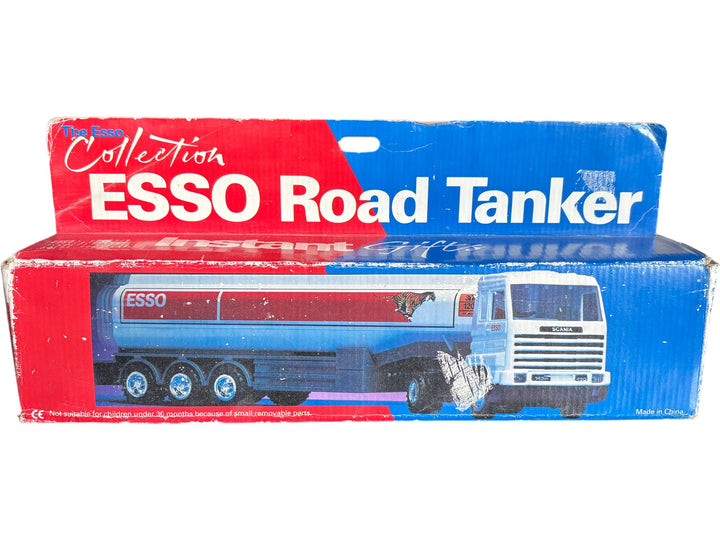 The Esso
Collection
ESSO Road Tanker
Instant Gifts
ESSO
ESSO
SCANIA
CE Not suitable for children under 36 months because of small removable parts.
Made in China